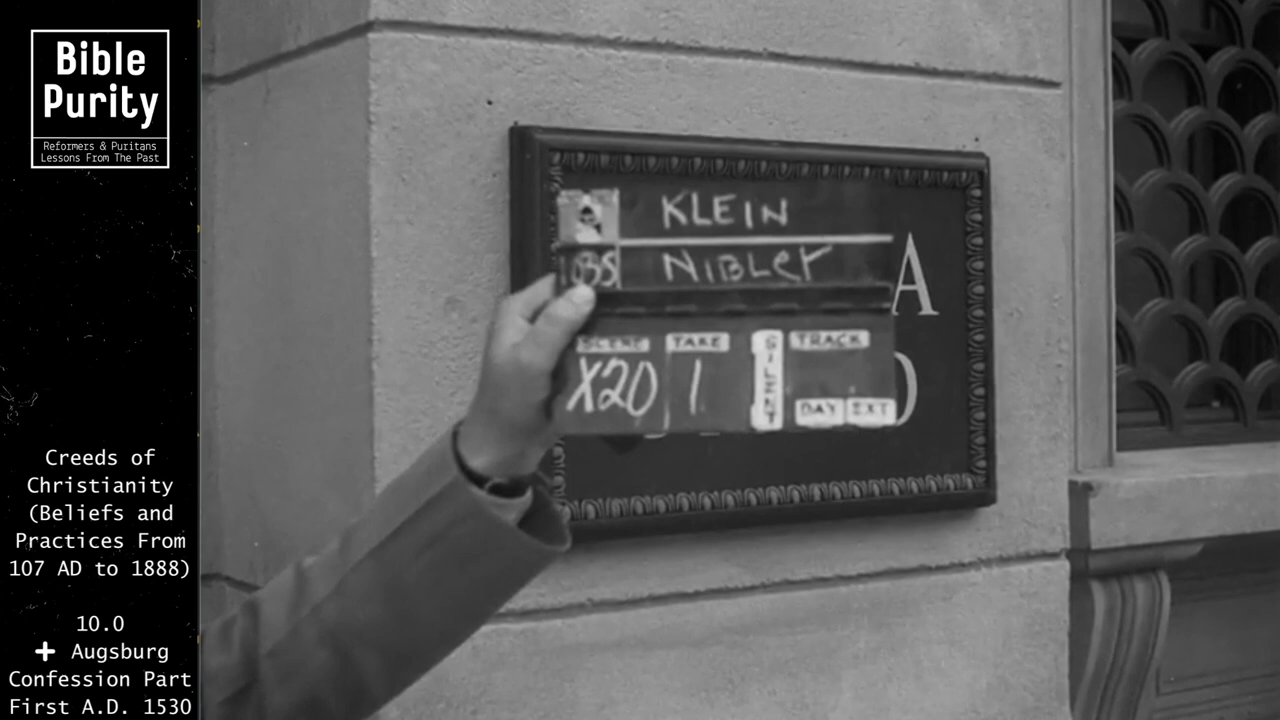 Bible
Purity
Reformers & Puritans
Lessons From The Past
Creeds of
Christianity
(Beliefs and
Practices From
107 AD to 1888)
10.0
+ Augsburg
Confession Part
First A.D. 1530
KLEIN
NIBLEY
SCENE TAKE SILENT TRACK
X20 1
DAY EXT
A